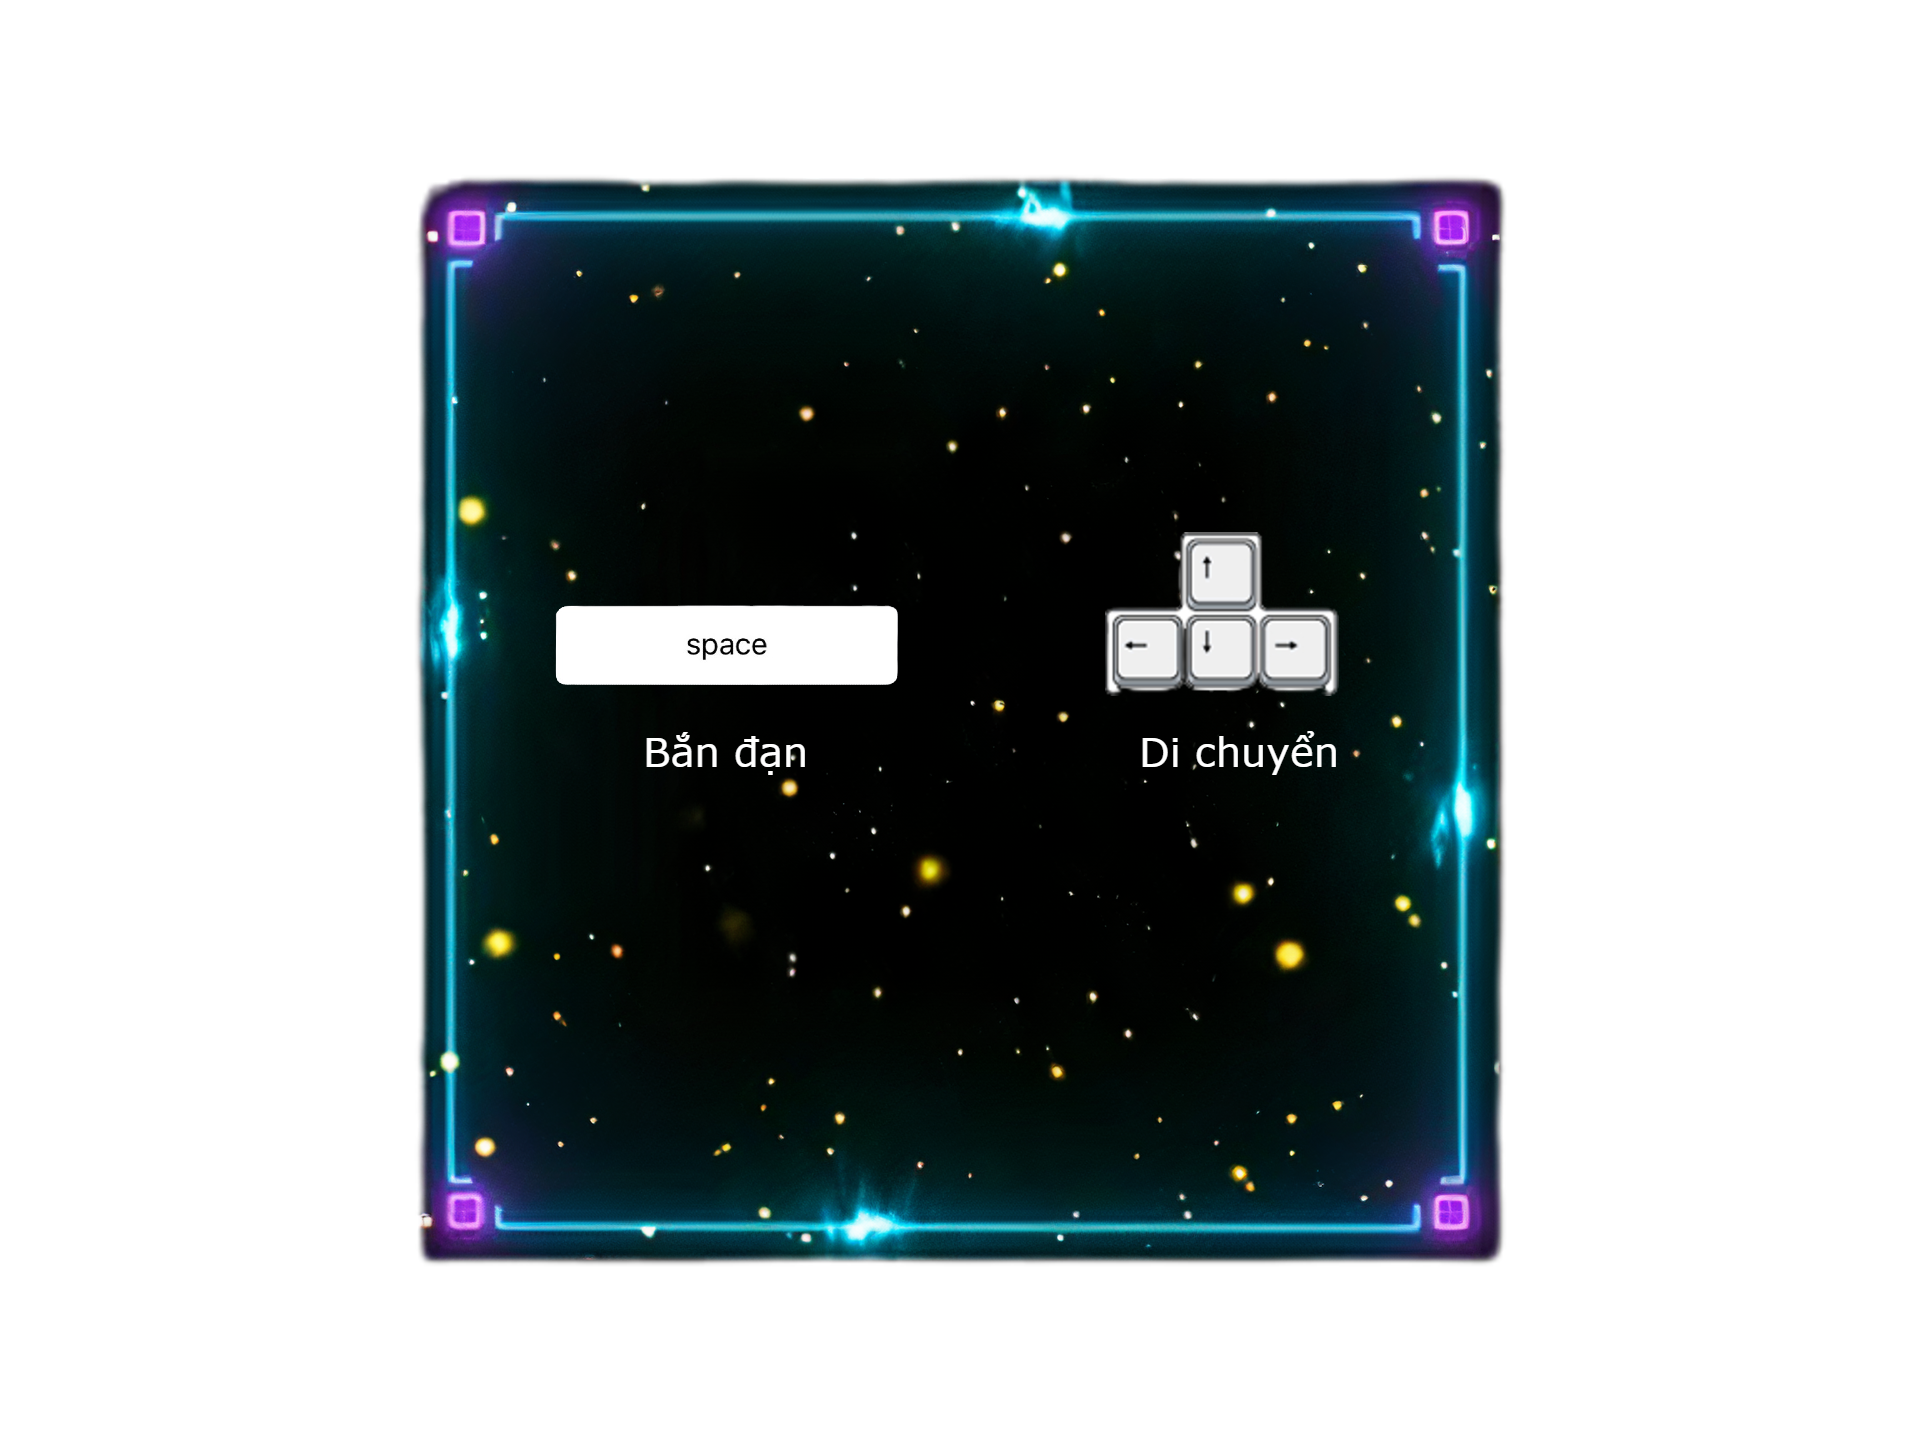 space
↑
← ↓ →
Bắn đạn
Di chuyển